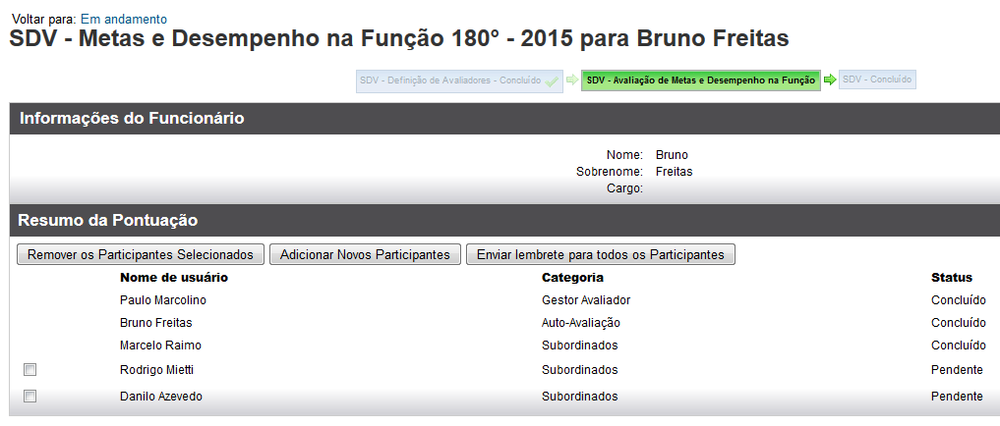 Voltar para: Em andamento
SDV - Metas e Desempenho na Função 180° - 2015 para Bruno Freitas
SDV - Definição de Avaliadores - Concluído SDV - Avaliação de Metas e Desempenho na Função SDV - Concluído
Informações do Funcionário
Nome: Bruno
Sobrenome: Freitas
Cargo:
Resumo da Pontuação
Remover os Participantes Selecionados Adicionar Novos Participantes Enviar lembrete para todos os Participantes
Nome de usuário Categoria Status
Paulo Marcolino Gestor Avaliador Concluído
Bruno Freitas Auto-Avaliação Concluído
Marcelo Raimo Subordinados Concluído
Rodrigo Mietti Subordinados Pendente
Danilo Azevedo Subordinados Pendente